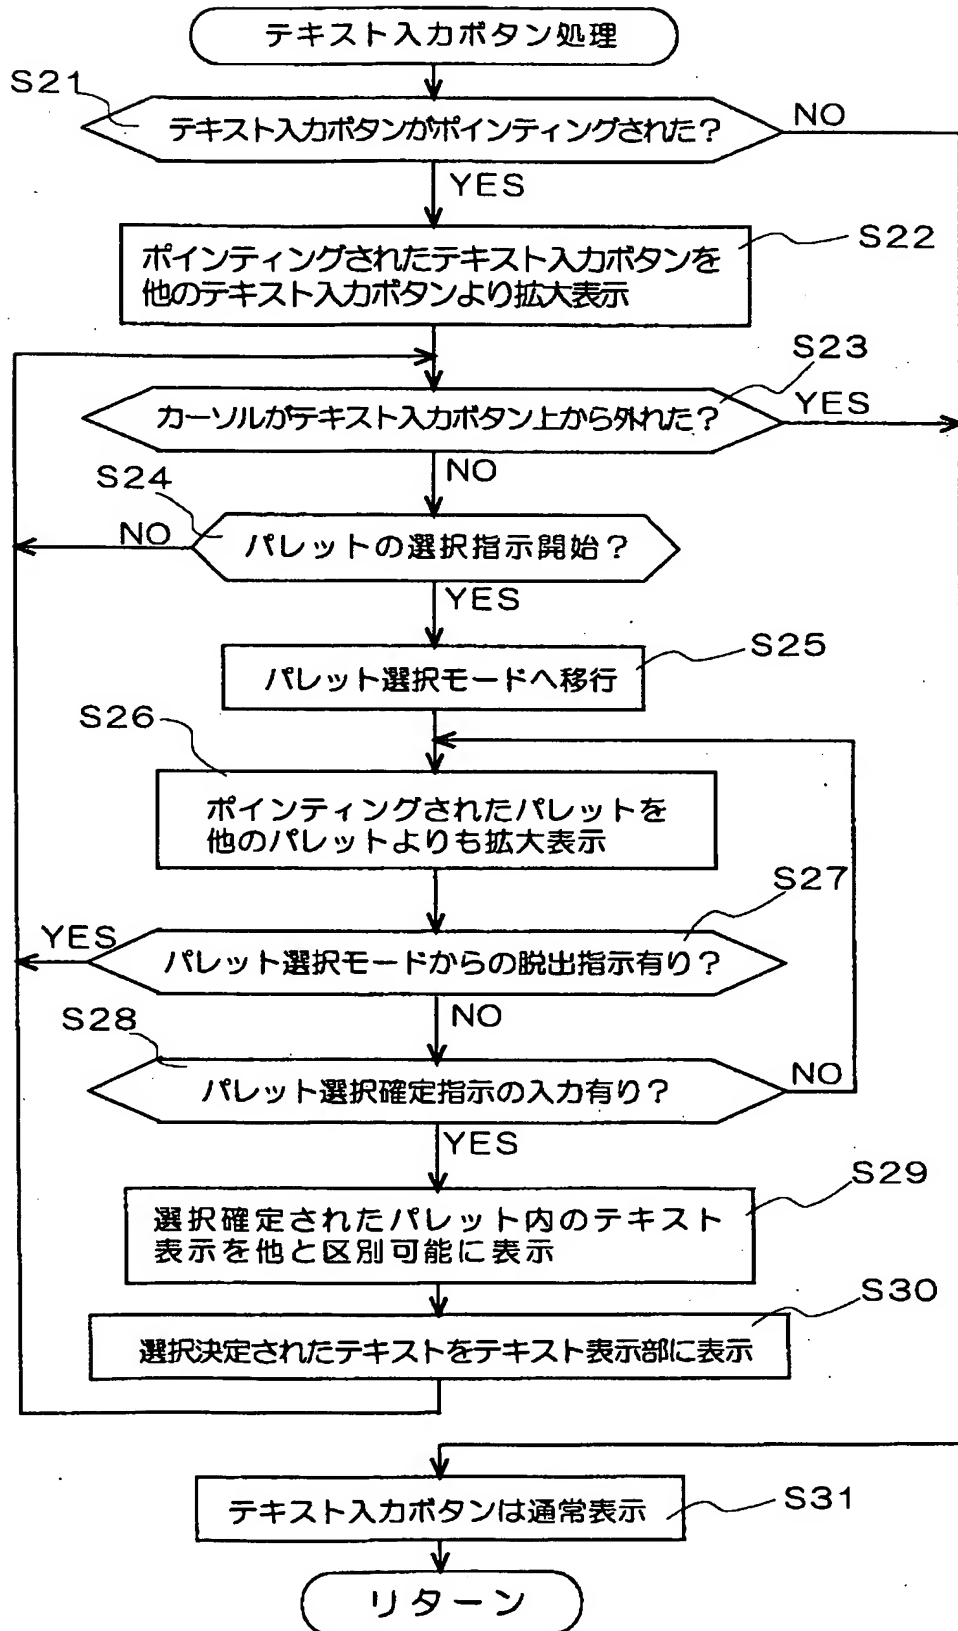 テキスト入力ボタン処理
S21
テキスト入力ボタンがポインティングされた?
NO
YES
S22
ポインティングされたテキスト入力ボタンを
他のテキスト入力ボタンより拡大表示
S23
カーソルがテキスト入力ボタン上から外れた?
YES
NO
S24
NO
パレットの選択指示開始?
YES
S25
パレット選択モードへ移行
S26
ポインティングされたパレットを
他のパレットよりも拡大表示
S27
YES
パレット選択モードからの脱出指示有り?
NO
S28
パレット選択確定指示の入力有り?
NO
YES
S29
選択確定されたパレット内のテキスト
表示を他と区別可能に表示
S30
選択決定されたテキストをテキスト表示部に表示
テキスト入力ボタンは通常表示
S31
リターン